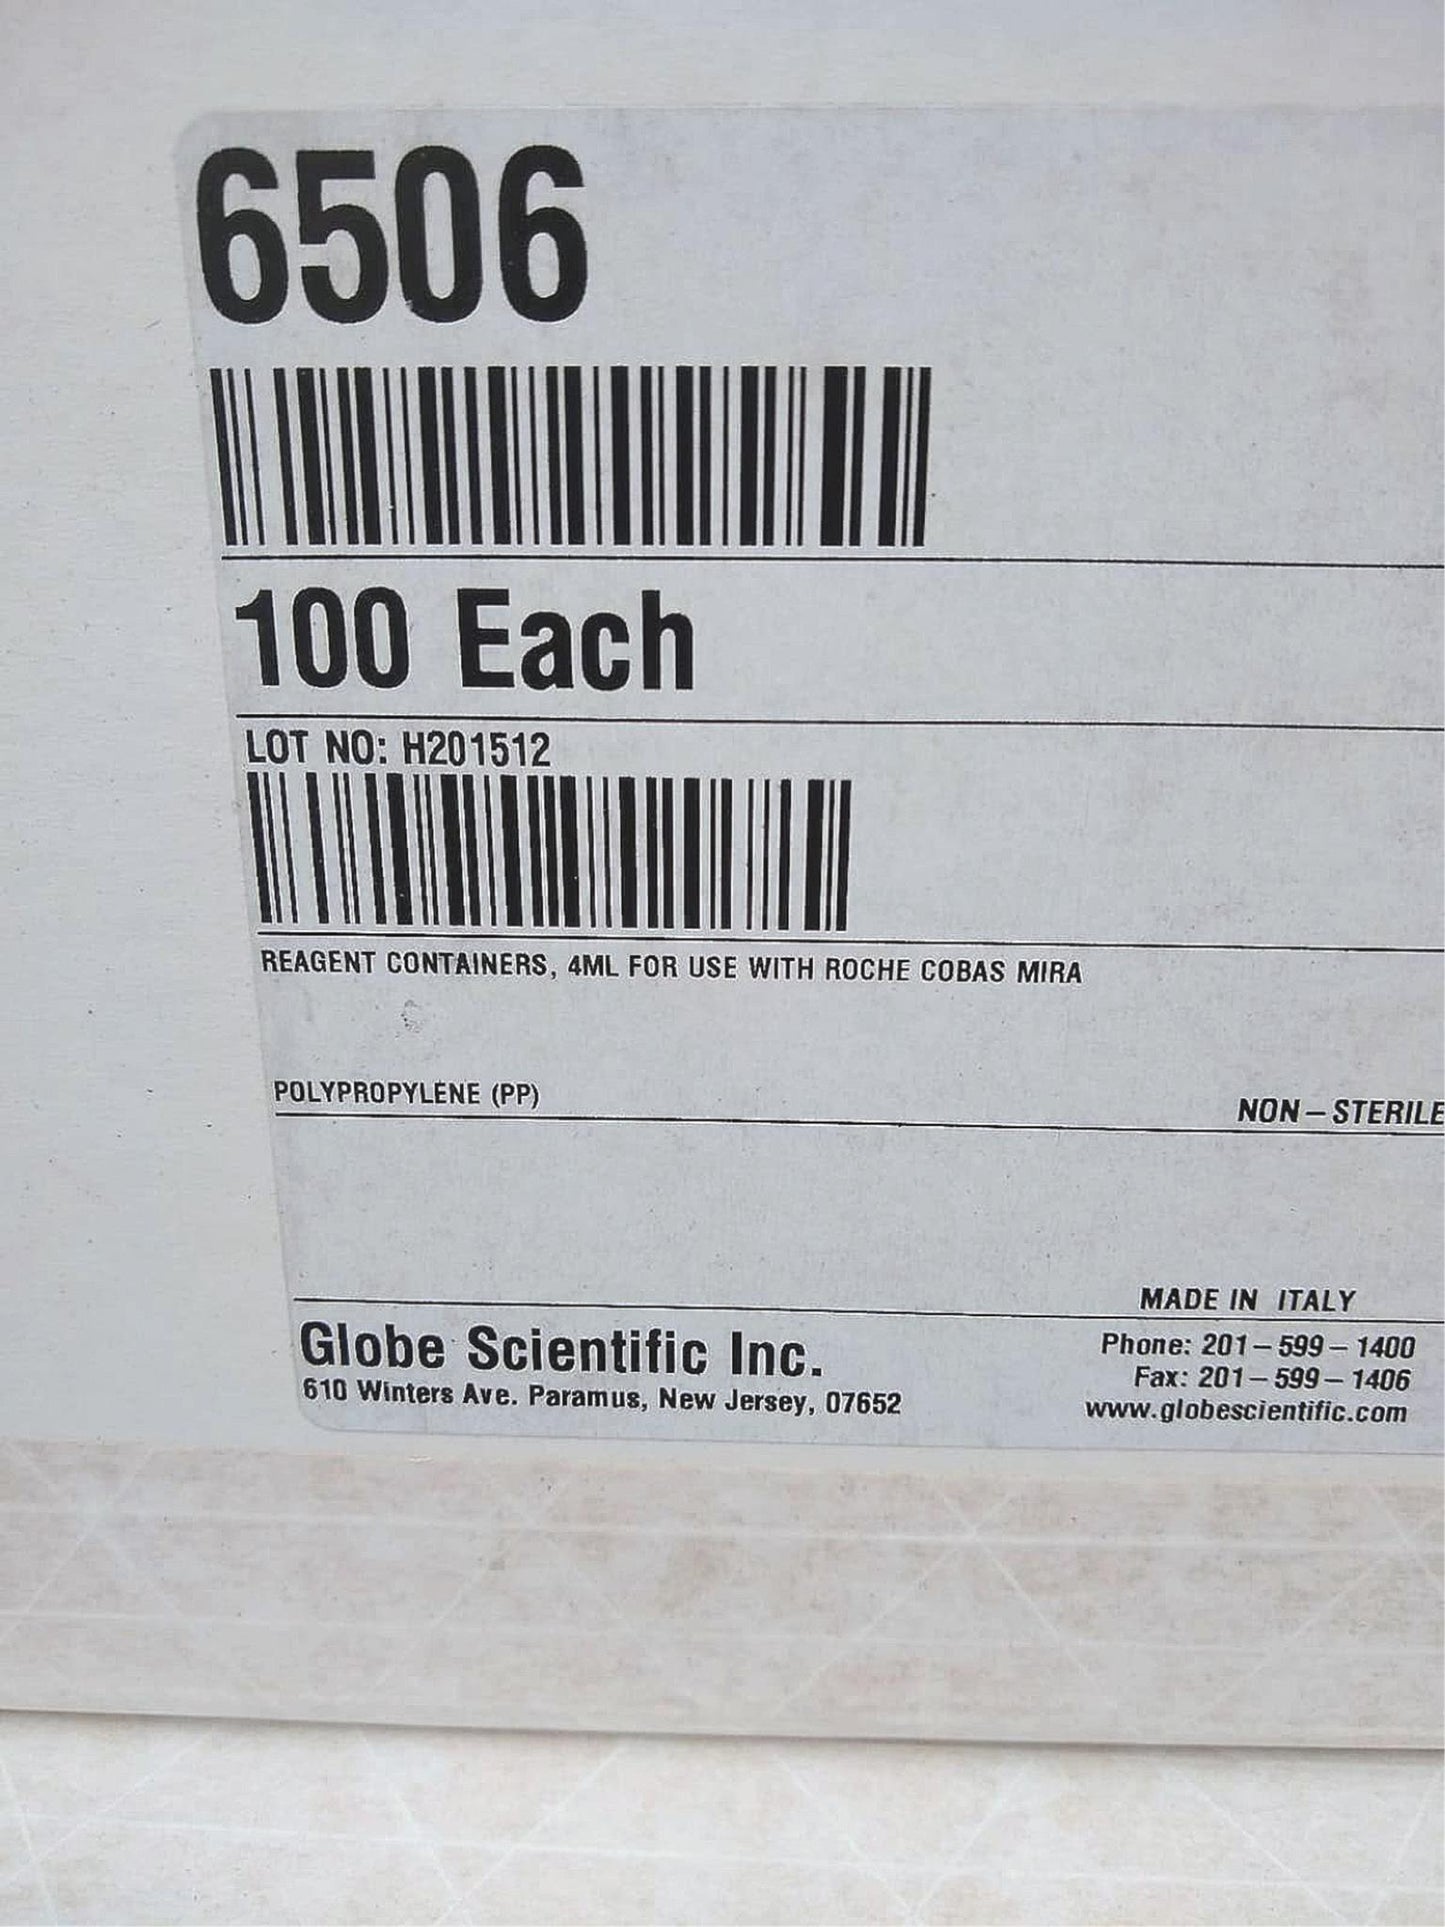 6506
100 Each
LOT NO: H201512
REAGENT CONTAINERS, 4ML FOR USE WITH ROCHE COBAS MIRA
POLYPROPYLENE (PP)
NON-STERILE
MADE IN ITALY
Globe Scientific Inc.
610 Winters Ave. Paramus, New Jersey, 07652
Phone: 201-599-1400
Fax: 201-599-1406
www.globescientific.com